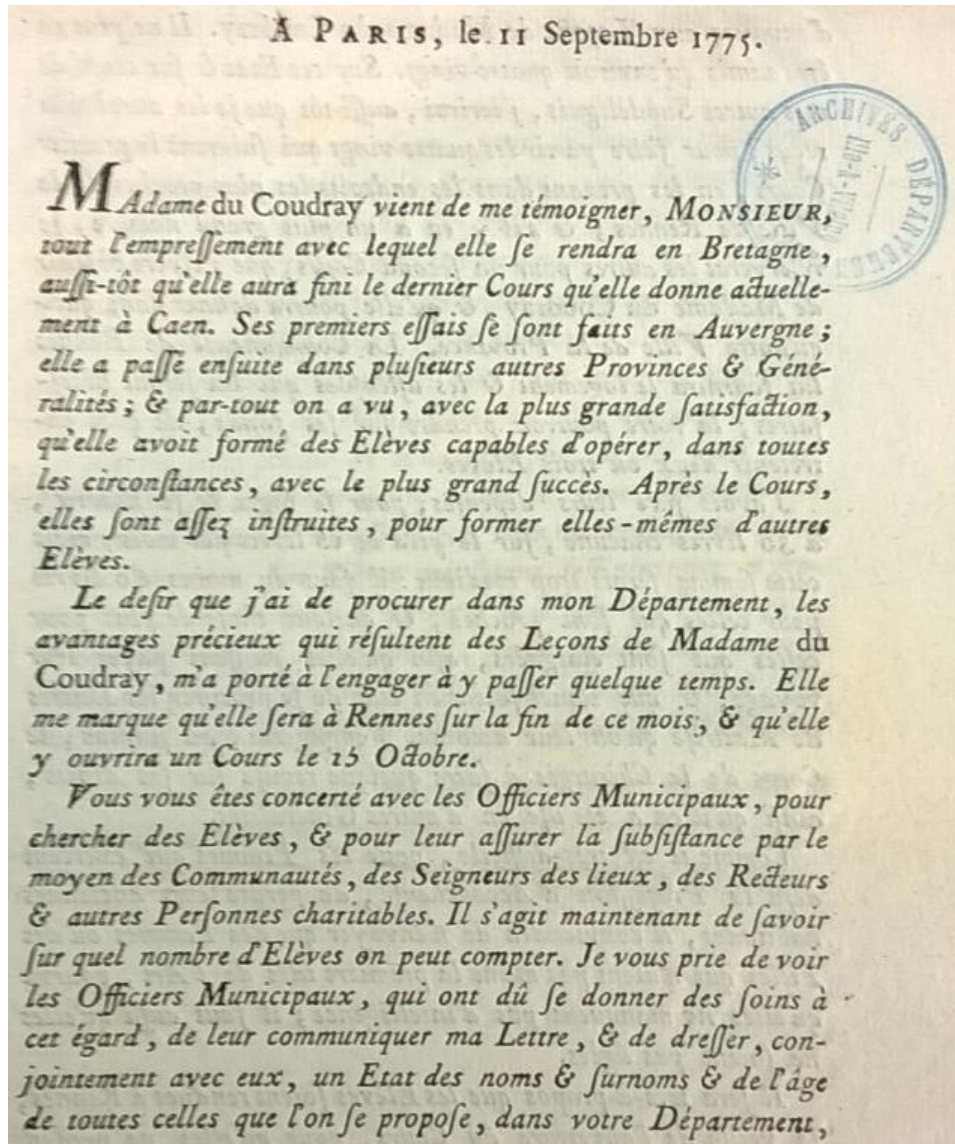 A PARIS, le 11 Septembre 1775.
ARCHIVES DÉPARTEMENT
Ille-&-Vilaine
MAdame du Coudray vient de me témoigner, MONSIEUR,
tout l'empreſſement avec lequel elle ſe rendra en Bretagne,
auſſi-tôt qu'elle aura fini le dernier Cours qu'elle donne actuelle-
ment à Caen. Ses premiers eſſais ſe ſont faits en Auvergne;
elle a paſſé enſuite dans pluſieurs autres Provinces & Géné-
ralités; & par-tout on a vu, avec la plus grande ſatisfaction,
qu'elle avoit formé des Elèves capables d'opérer, dans toutes
les circonſtances, avec le plus grand ſuccès. Après le Cours,
elles ſont aſſez inſtruites, pour former elles-mêmes d'autres
Elèves.
Le deſir que j'ai de procurer dans mon Département, les
avantages précieux qui réſultent des Leçons de Madame du
Coudray, m'a porté à l'engager à y paſſer quelque temps. Elle
me marque qu'elle ſera à Rennes ſur la fin de ce mois, & qu'elle
y ouvrira un Cours le 15 Octobre.
Vous vous êtes concerté avec les Officiers Municipaux, pour
chercher des Elèves, & pour leur aſſurer la ſubſiſtance par le
moyen des Communautés, des Seigneurs des lieux, des Recteurs
& autres Perſonnes charitables. Il s'agit maintenant de ſavoir
ſur quel nombre d'Elèves on peut compter. Je vous prie de voir
les Officiers Municipaux, qui ont dû ſe donner des ſoins à
cet égard, de leur communiquer ma Lettre, & de dreſſer, con-
jointement avec eux, un Etat des noms & ſurnoms & de l'âge
de toutes celles que l'on ſe propoſe, dans votre Département,